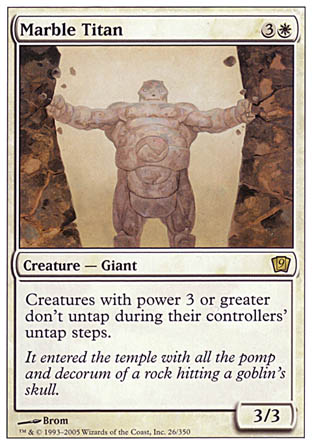 Marble Titan 3
Creature — Giant 9
Creatures with power 3 or greater
don't untap during their controllers'
untap steps.
It entered the temple with all the pomp
and decorum of a rock hitting a goblin's
skull.
Brom
™ & © 1993–2005 Wizards of the Coast, Inc. 26/350
3/3